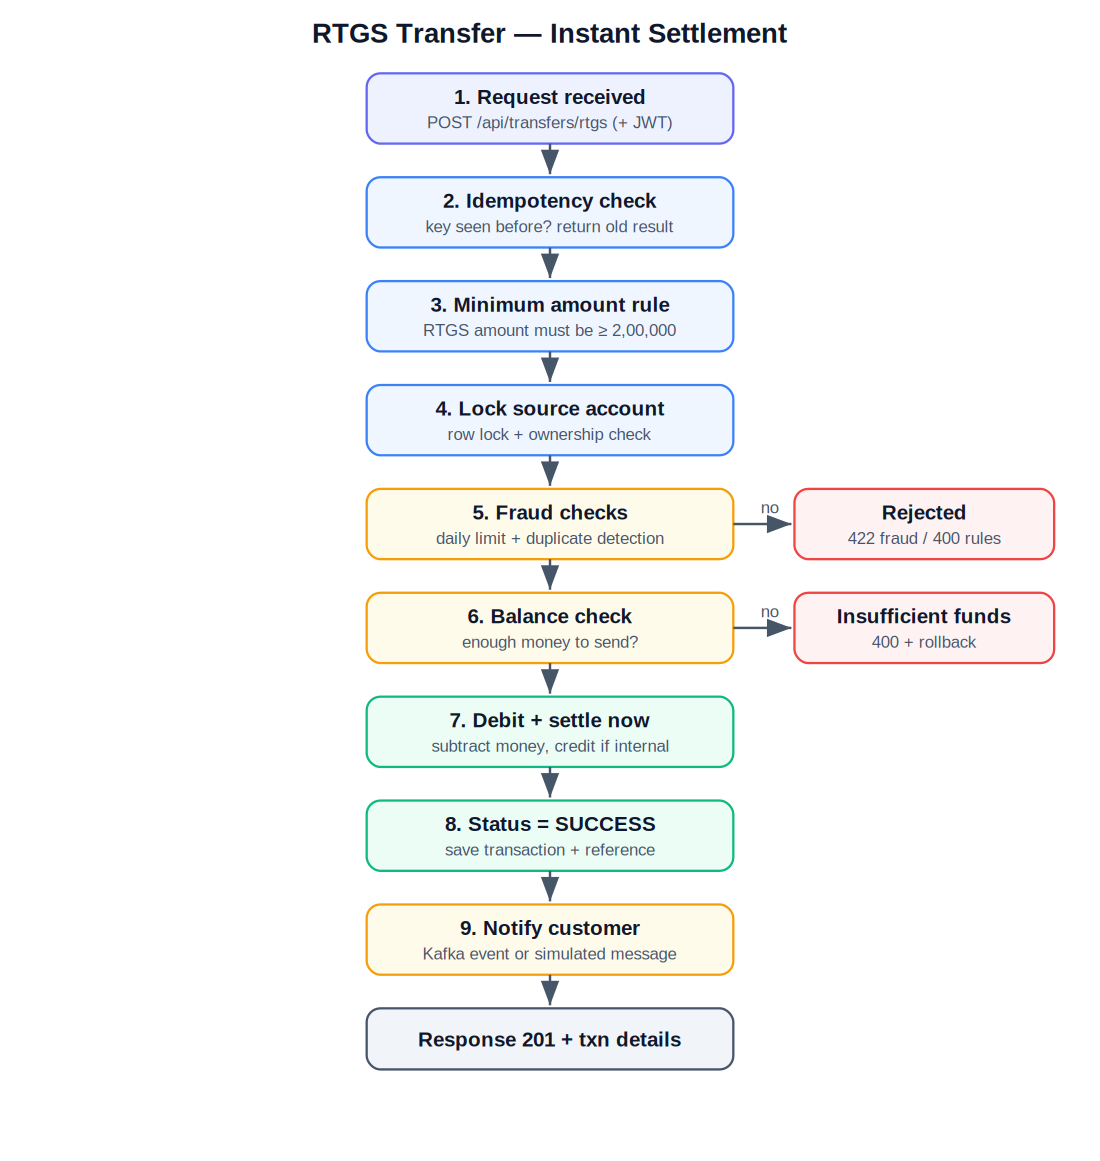 RTGS Transfer — Instant Settlement
1. Request received
POST /api/transfers/rtgs (+ JWT)
2. Idempotency check
key seen before? return old result
3. Minimum amount rule
RTGS amount must be ≥ 2,00,000
4. Lock source account
row lock + ownership check
5. Fraud checks
daily limit + duplicate detection
no
Rejected
422 fraud / 400 rules
6. Balance check
enough money to send?
no
Insufficient funds
400 + rollback
7. Debit + settle now
subtract money, credit if internal
8. Status = SUCCESS
save transaction + reference
9. Notify customer
Kafka event or simulated message
Response 201 + txn details